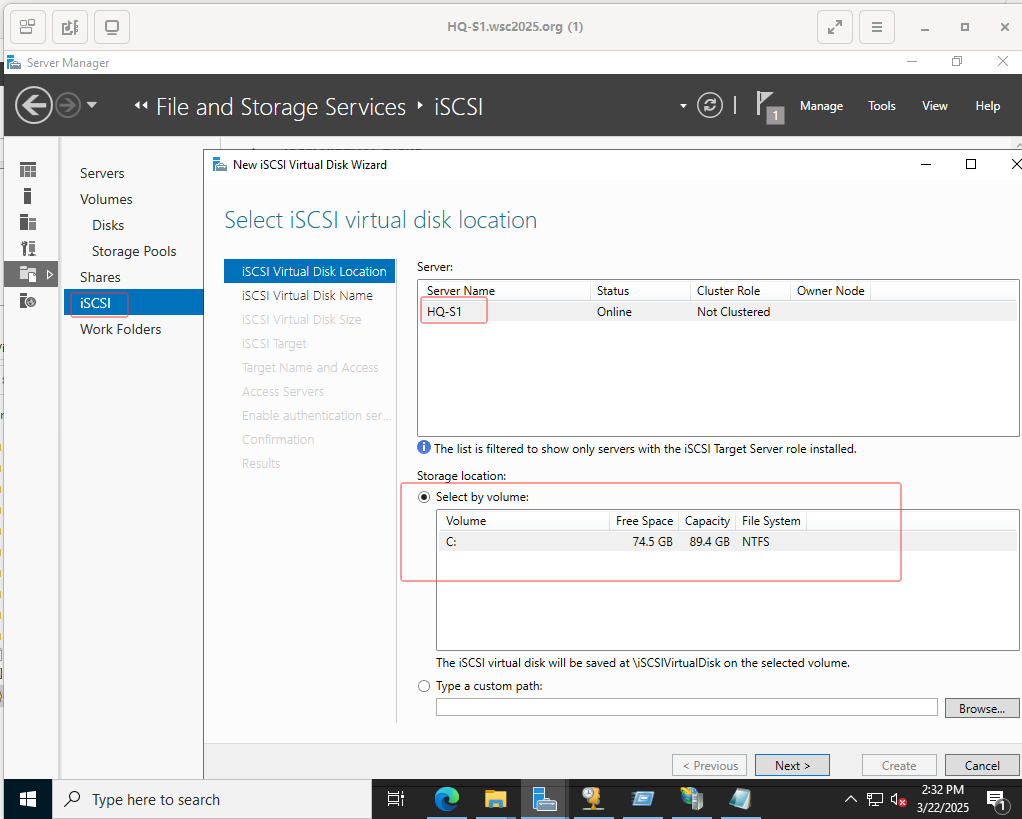 HQ-S1.wsc2025.org (1)
Server Manager
File and Storage Services
iSCSI
1
Manage
Tools
View
Help
Servers
Volumes
Disks
Storage Pools
Shares
iSCSI
Work Folders
New iSCSI Virtual Disk Wizard
Select iSCSI virtual disk location
iSCSI Virtual Disk Location
iSCSI Virtual Disk Name
iSCSI Virtual Disk Size
iSCSI Target
Target Name and Access
Access Servers
Enable authentication ser...
Confirmation
Results
Server:
Server Name Status Cluster Role Owner Node
HQ-S1 Online Not Clustered
The list is filtered to show only servers with the iSCSI Target Server role installed.
Storage location:
Select by volume:
Volume Free Space Capacity File System
C: 74.5 GB 89.4 GB NTFS
The iSCSI virtual disk will be saved at \iSCSIVirtualDisk on the selected volume.
Type a custom path:
Browse...
< Previous
Next >
Create
Cancel
Type here to search
2:32 PM
3/22/2025
1